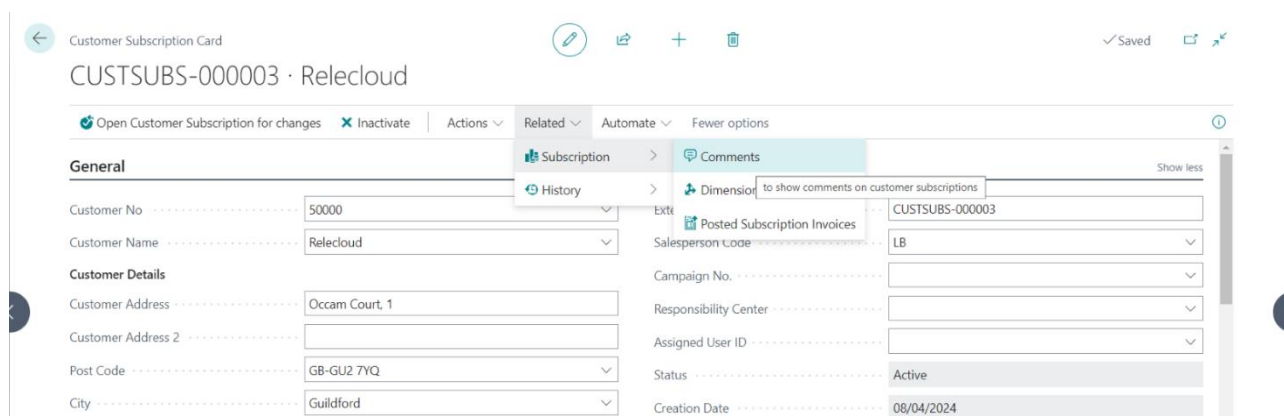 Customer Subscription Card
Saved
CUSTSUBS-000003 · Relecloud
Open Customer Subscription for changes Inactivate Actions Related Automate Fewer options
General
Show less
Subscription
Comments
History
Dimension
to show comments on customer subscriptions
Posted Subscription Invoices
Customer No 50000
CUSTSUBS-000003
Customer Name Relecloud
Salesperson Code LB
Customer Details
Campaign No.
Customer Address Occam Court, 1
Responsibility Center
Customer Address 2
Assigned User ID
Post Code GB-GU2 7YQ
Status Active
City Guildford
Creation Date 08/04/2024